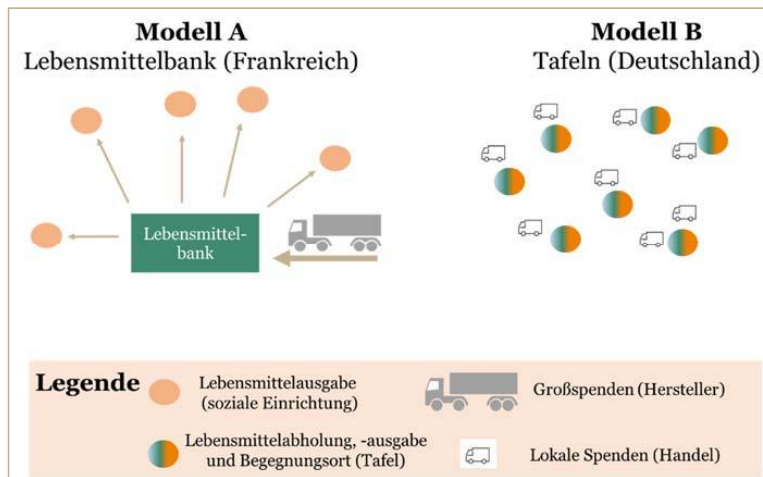 Modell A
Lebensmittelbank (Frankreich)
Modell B
Tafeln (Deutschland)
Lebensmittel-
bank
Legende
Lebensmittelausgabe
(soziale Einrichtung)
Großspenden (Hersteller)
Lebensmittelabholung, -ausgabe
und Begegnungsort (Tafel)
Lokale Spenden (Handel)